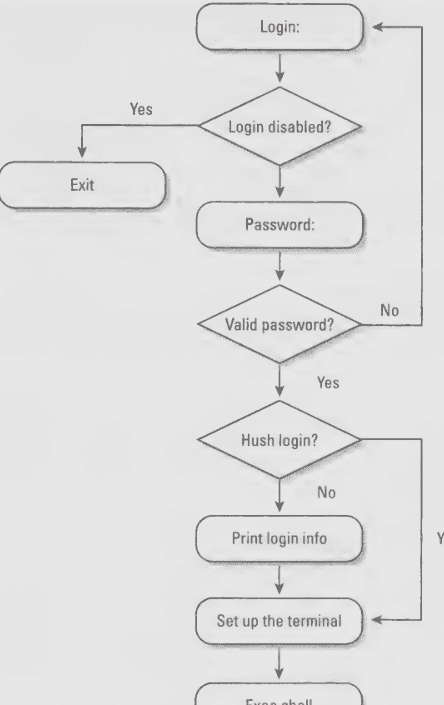 Login:
Yes
Login disabled?
Exit
Password:
No
Valid password?
Yes
Hush login?
No
Print login info
Set up the terminal